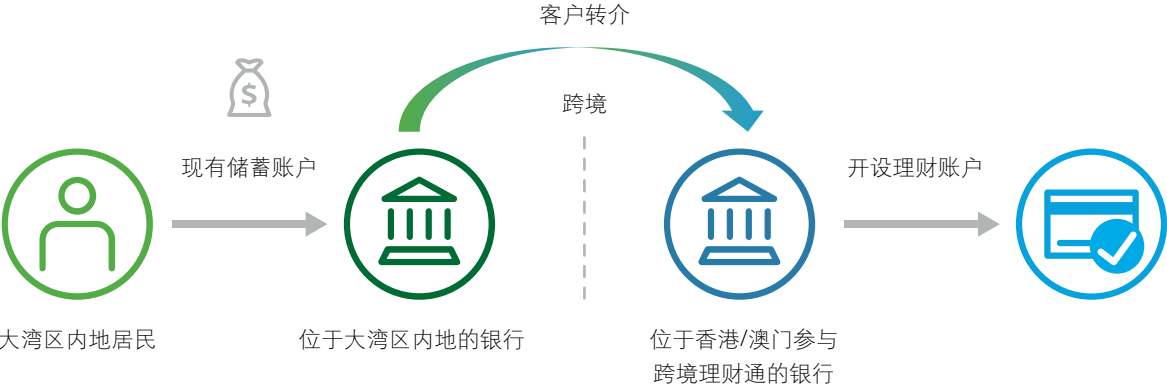 客户转介
跨境
$
现有储蓄账户
开设理财账户
大湾区内地居民
位于大湾区内地的银行
位于香港/澳门参与
跨境理财通的银行